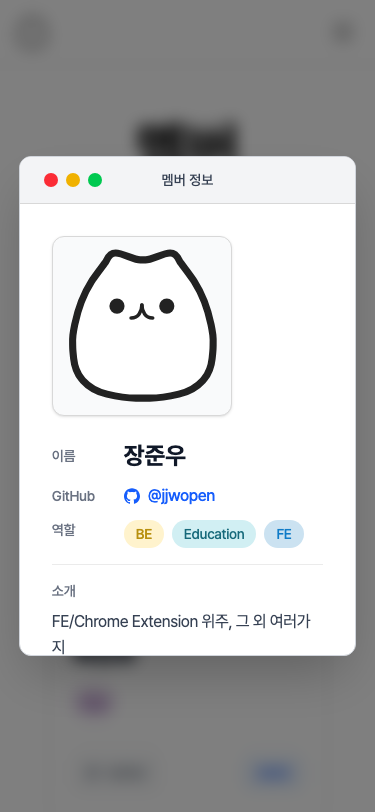 멤버 정보
이름
장준우
GitHub
@jjwopen
역할
BE
Education
FE
소개
FE/Chrome Extension 위주, 그 외 여러가
지